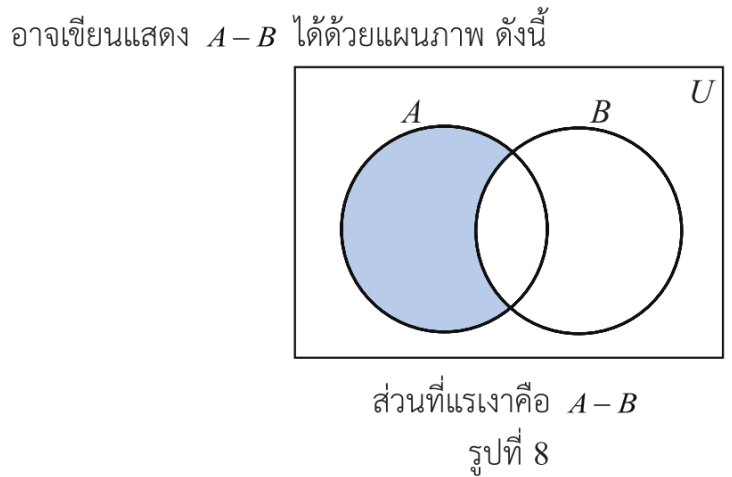 อาจเขียนแสดง A – B ได้ด้วยแผนภาพ ดังนี้
U
A B
ส่วนที่แรเงาคือ A – B
รูปที่ 8